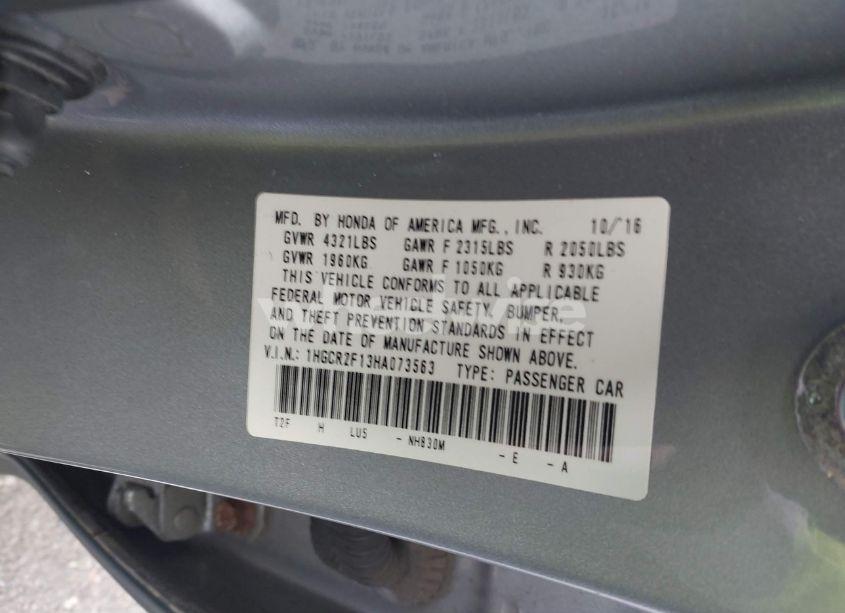 MFD. BY HONDA OF AMERICA MFG., INC. 10/16
GVWR 4321LBS GAWR F 2315LBS R 2050LBS
GVWR 1960KG GAWR F 1050KG R 930KG
THIS VEHICLE CONFORMS TO ALL APPLICABLE
FEDERAL MOTOR VEHICLE SAFETY, BUMPER,
AND THEFT PREVENTION STANDARDS IN EFFECT
ON THE DATE OF MANUFACTURE SHOWN ABOVE.
V.I.N.: 1HGCR2F13HA073563 TYPE: PASSENGER CAR
T2F H LU5 - NH830M - E - A